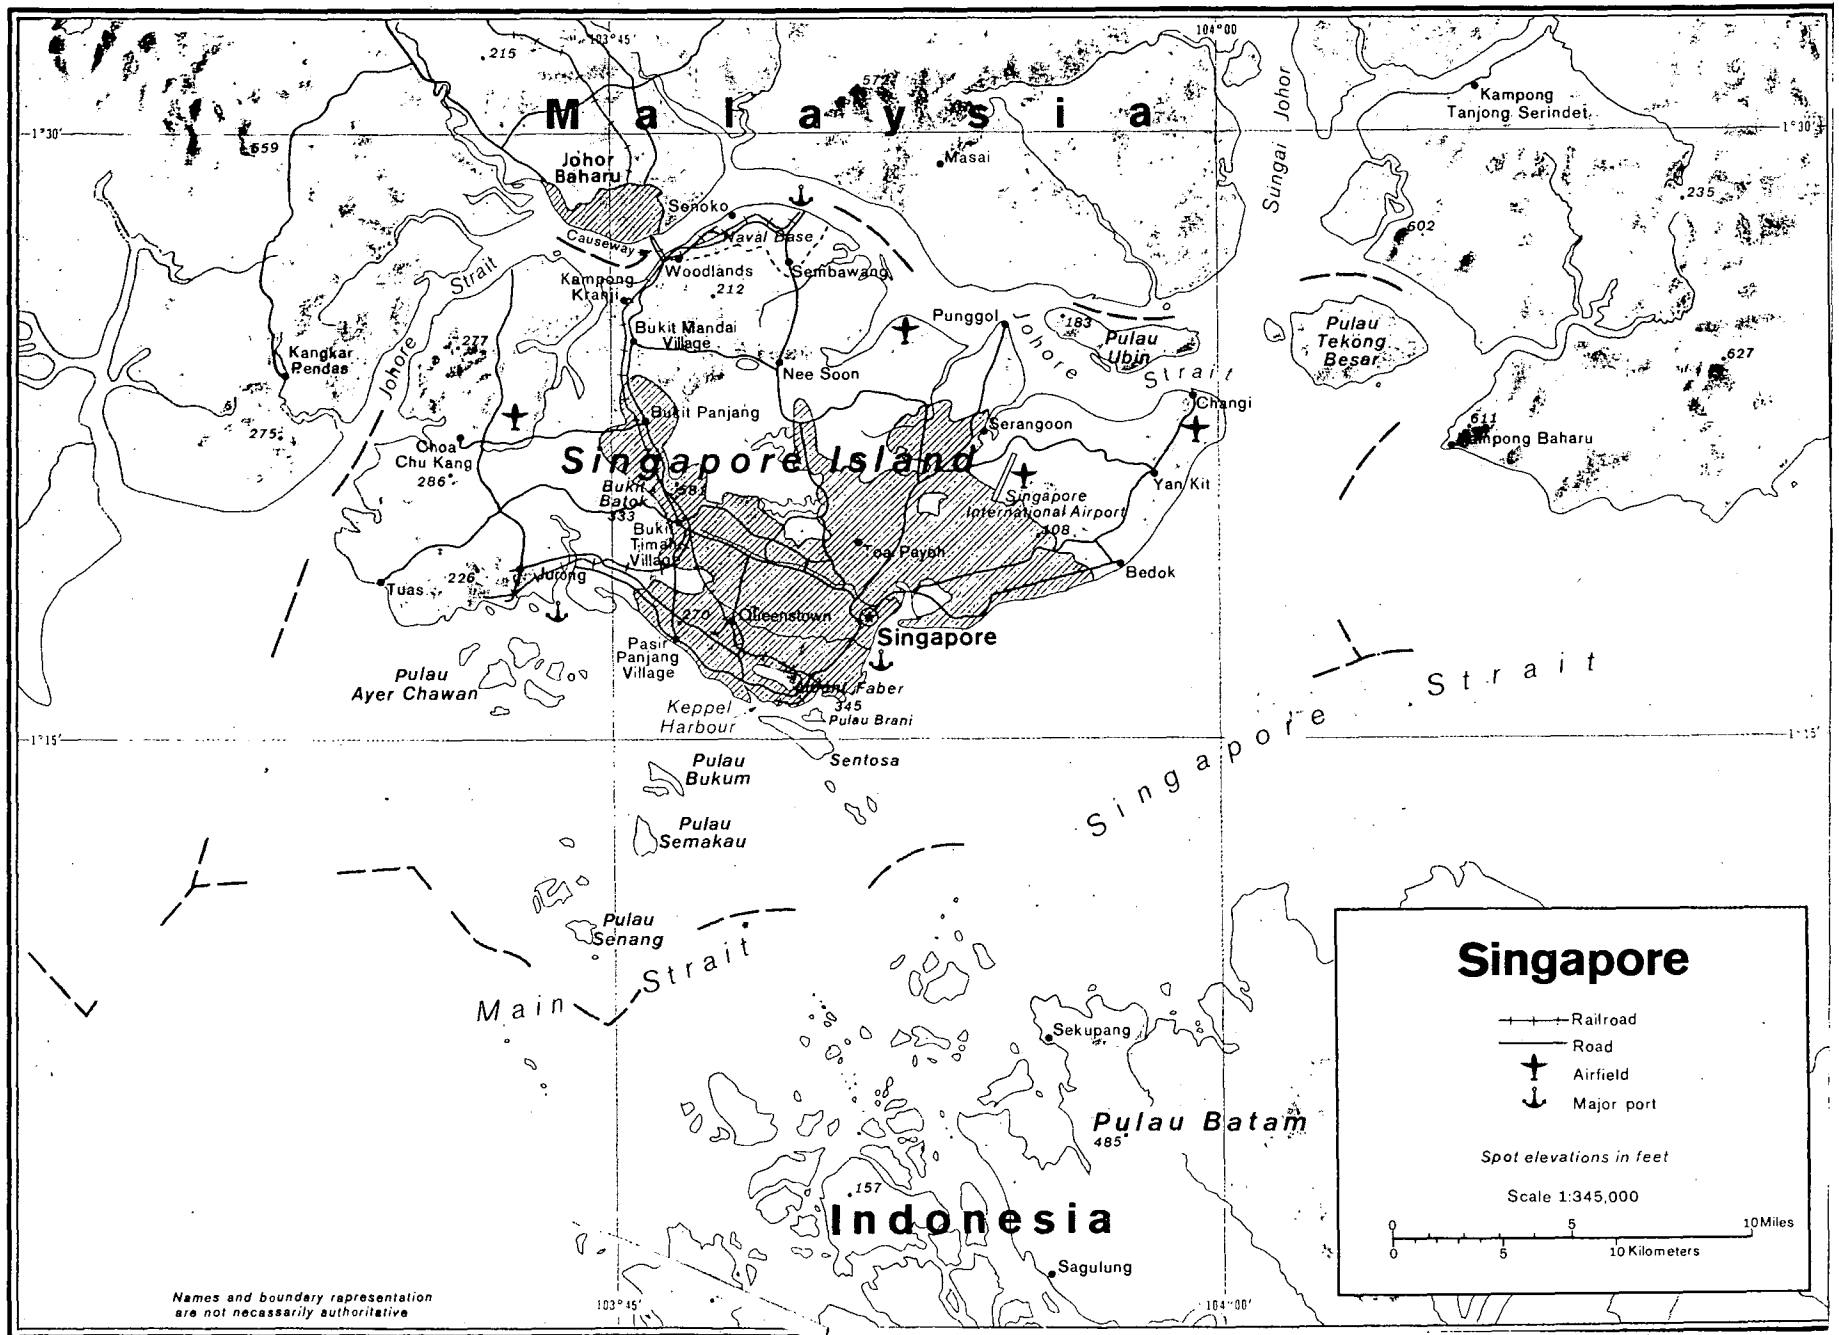 103°45'
104°00
215
572
Malaysia
Sungai Johor
Kampong
Tanjong Serindet
1°30'
1°30'
659
Johor
Baharu
Masai
235
Senoko
602
Causeway
Naval Base
Woodlands
Sembawang
Strait
Kampong
Kranji
212
Bukit Mandai
Village
Punggol
183
Pulau
Ubin
Pulau
Tekong
Besar
277
Kangkar
Pendas
Johore
Nee Soon
Johore
Strait
627
Bukit Panjang
Changi
275
Choa
Chu Kang
286
Serangoon
611
Kampong Baharu
Singapore Island
Bukit
Batok
333
581
Yan Kit
Singapore
International Airport
108
Bukit
Timah
Village
Toa Payoh
Bedok
Tuas
226
Jurong
270
Queenstown
Singapore
Pasir
Panjang
Village
Pulau
Ayer Chawan
Mount Faber
345
Keppel
Harbour
Pulau Brani
Singapore Strait
1°15'
1°15'
Sentosa
Pulau
Bukum
Pulau
Semakau
Pulau
Senang
Main Strait
Sekupang
Pulau Batam
485
157
Indonesia
Sagulung
Singapore
Railroad
Road
Airfield
Major port
Spot elevations in feet
Scale 1:345,000
0 5 10 Miles
0 5 10 Kilometers
Names and boundary representation
are not necessarily authoritative
103°45'
104°00'